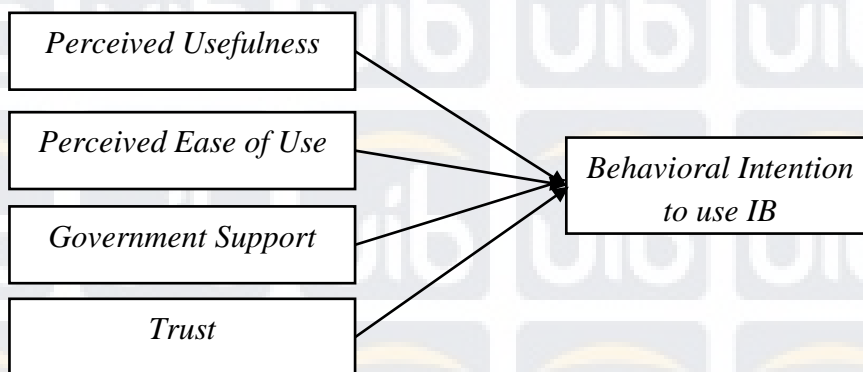 Perceived Usefulness
Perceived Ease of Use
Government Support
Trust
Behavioral Intention
to use IB